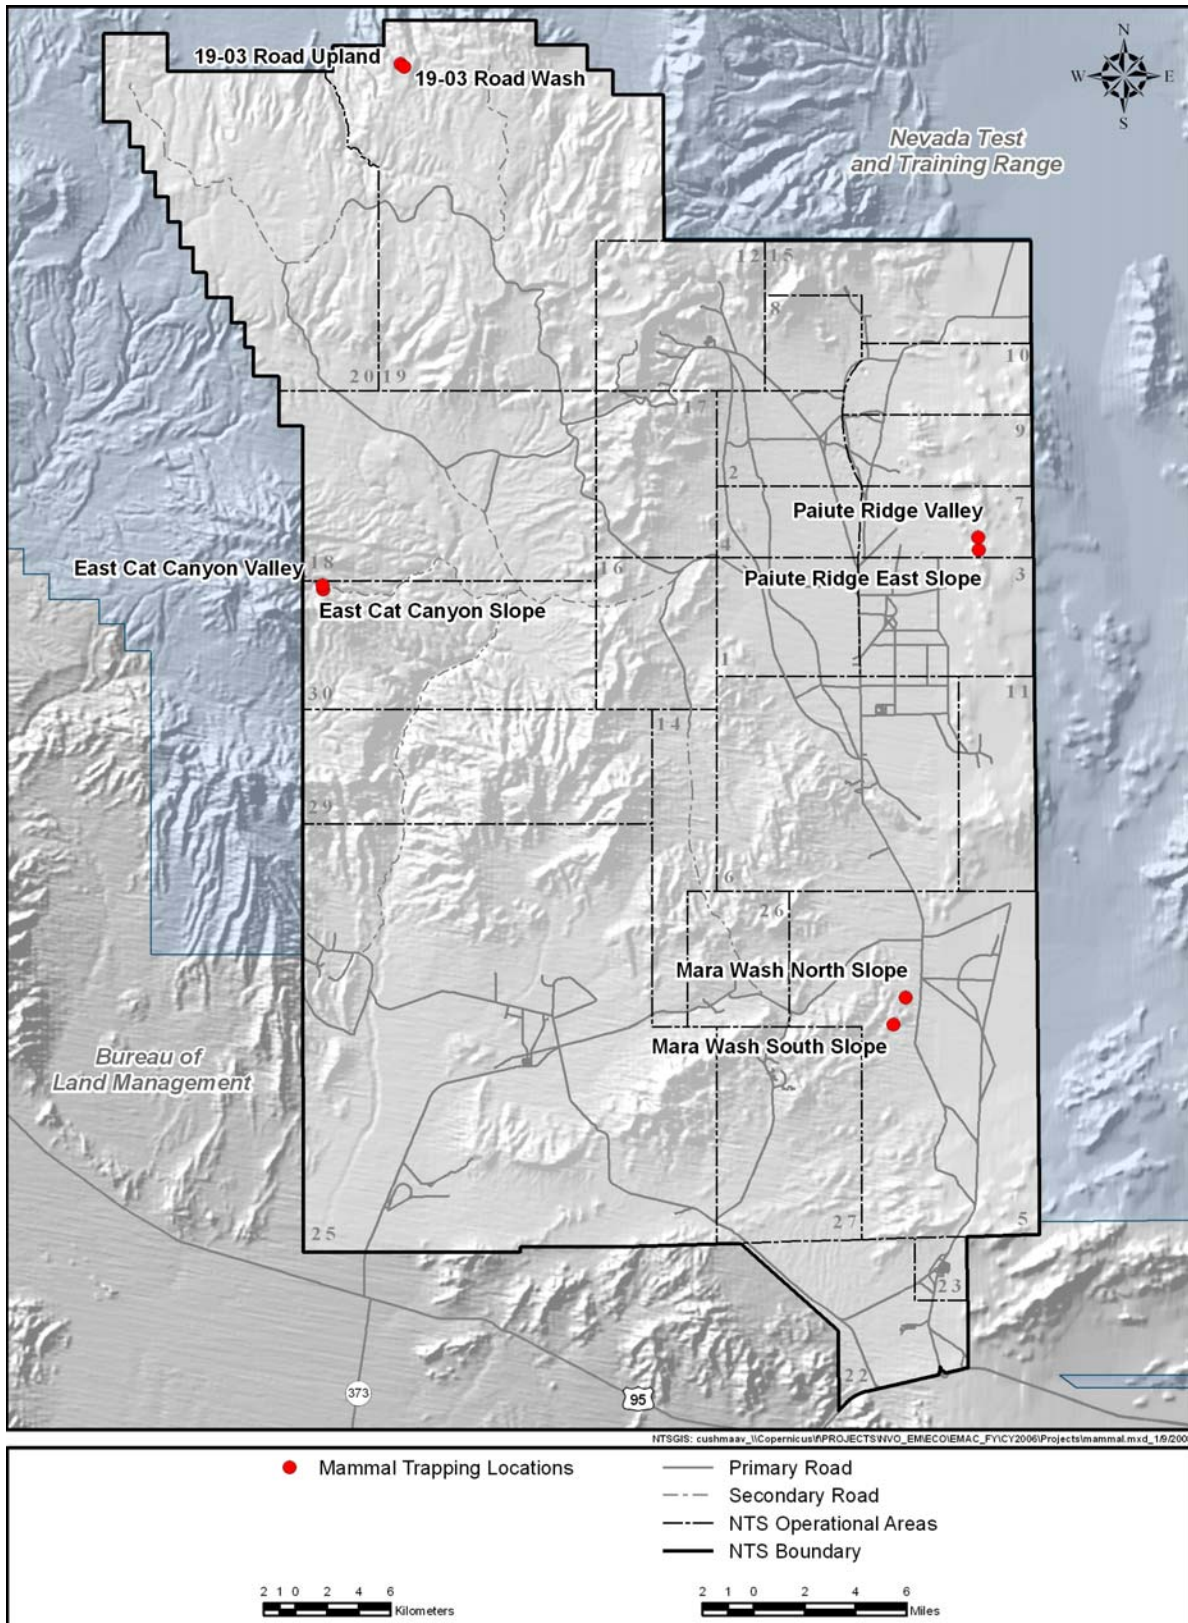 19-03 Road Upland
19-03 Road Wash
N
W E
S
Nevada Test
and Training Range
12 15
8
10
20 19
17
9
2
7
Paiute Ridge Valley
4
East Cat Canyon Valley
18
16
Paiute Ridge East Slope
3
East Cat Canyon Slope
1
30
11
14
29
6
26
Mara Wash North Slope
Mara Wash South Slope
Bureau of
Land Management
25
27
5
23
22
373
95
Mammal Trapping Locations
Primary Road
Secondary Road
NTS Operational Areas
NTS Boundary
2 1 0 2 4 6
Kilometers
2 1 0 2 4 6
Miles